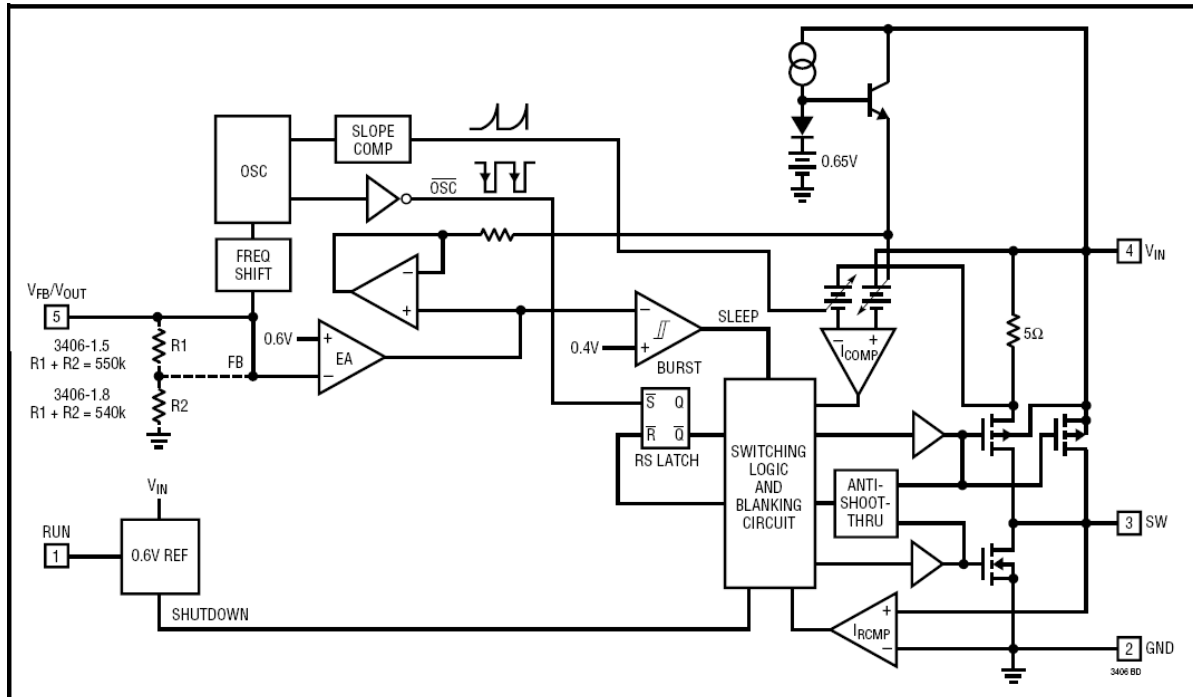 SLOPE
COMP
OSC
0.65V
OSC
FREQ
SHIFT
4 VIN
VFB/VOUT
5
SLEEP
5Ω
0.6V
+
EA
−
−
+
−
+
0.4V
BURST
− +
ICOMP
3406-1.5
R1 + R2 = 550k
R1
FB
3406-1.8
R1 + R2 = 540k
R2
S Q
R Q
RS LATCH
SWITCHING
LOGIC
AND
BLANKING
CIRCUIT
ANTI-
SHOOT-
THRU
VIN
3 SW
RUN
1
0.6V REF
SHUTDOWN
+
IRCMP
−
2 GND
3406 BD